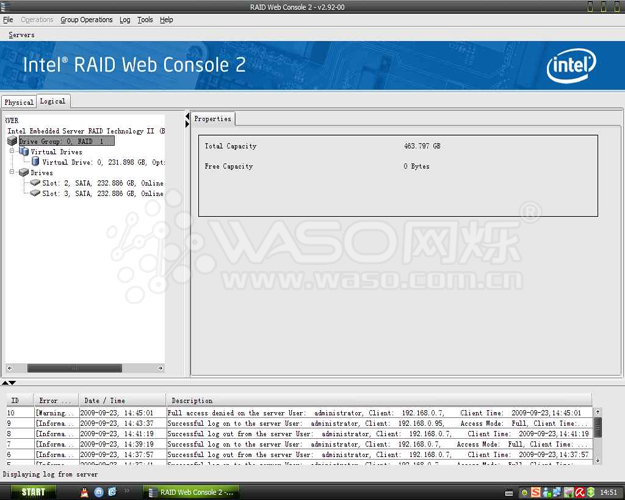 RAID Web Console 2 - v2.92-00
File Operations Group Operations Log Tools Help
Servers
Intel® RAID Web Console 2
intel
Physical Logical
Properties
Intel Embedded Server RAID Technology II (B
Drive Group: 0, RAID 1
Virtual Drives
Virtual Drive: 0, 231.898 GB, Opt
Drives
Slot: 2, SATA, 232.886 GB, Online
Slot: 3, SATA, 232.886 GB, Online
Total Capacity 463.797 GB
Free Capacity 0 Bytes
WASO网烁
www.waso.com.cn
ID Error ... Date / Time Description
10 [Warning... 2009-09-23, 14:45:01 Full access denied on the server User: administrator, Client: 192.168.0.7, Client Time: 2009-09-23,14:45:01
9 [Informa... 2009-09-23, 14:43:37 Successful log on to the server User: administrator, Client: 192.168.0.95, Access Mode: Full, Client...
8 [Informa... 2009-09-23, 14:41:19 Successful log out from the server User: administrator, Client: 192.168.0.7, Client Time: 2009-09-23,14:41:19
7 [Informa... 2009-09-23, 14:39:19 Successful log on to the server User: administrator, Client: 192.168.0.7, Access Mode: Full, Client Time: ...
6 [Informa... 2009-09-23, 14:37:57 Successful log out from the server User: administrator, Client: 192.168.0.7, Client Time: 2009-09-23,14:37:57
Displaying log from server
START RAID Web Console 2 -... 14:51